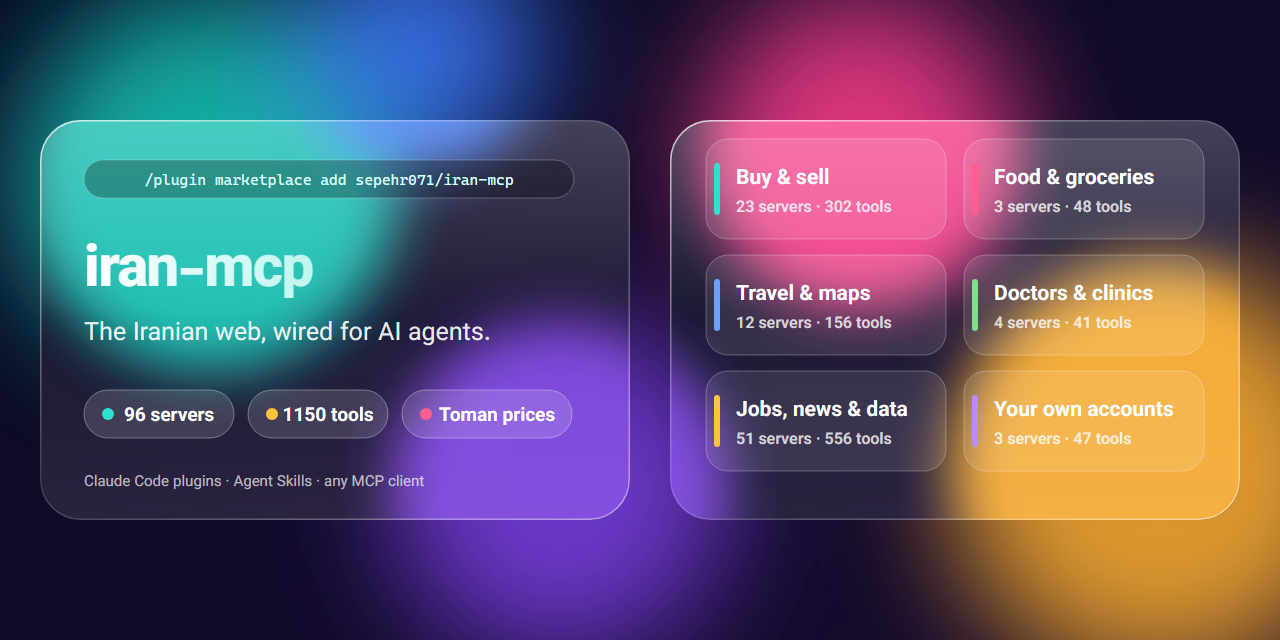 /plugin marketplace add sepehr071/iran-mcp
iran-mcp
The Iranian web, wired for AI agents.
96 servers
1150 tools
Toman prices
Claude Code plugins · Agent Skills · any MCP client
Buy & sell
23 servers · 302 tools
Food & groceries
3 servers · 48 tools
Travel & maps
12 servers · 156 tools
Doctors & clinics
4 servers · 41 tools
Jobs, news & data
51 servers · 556 tools
Your own accounts
3 servers · 47 tools